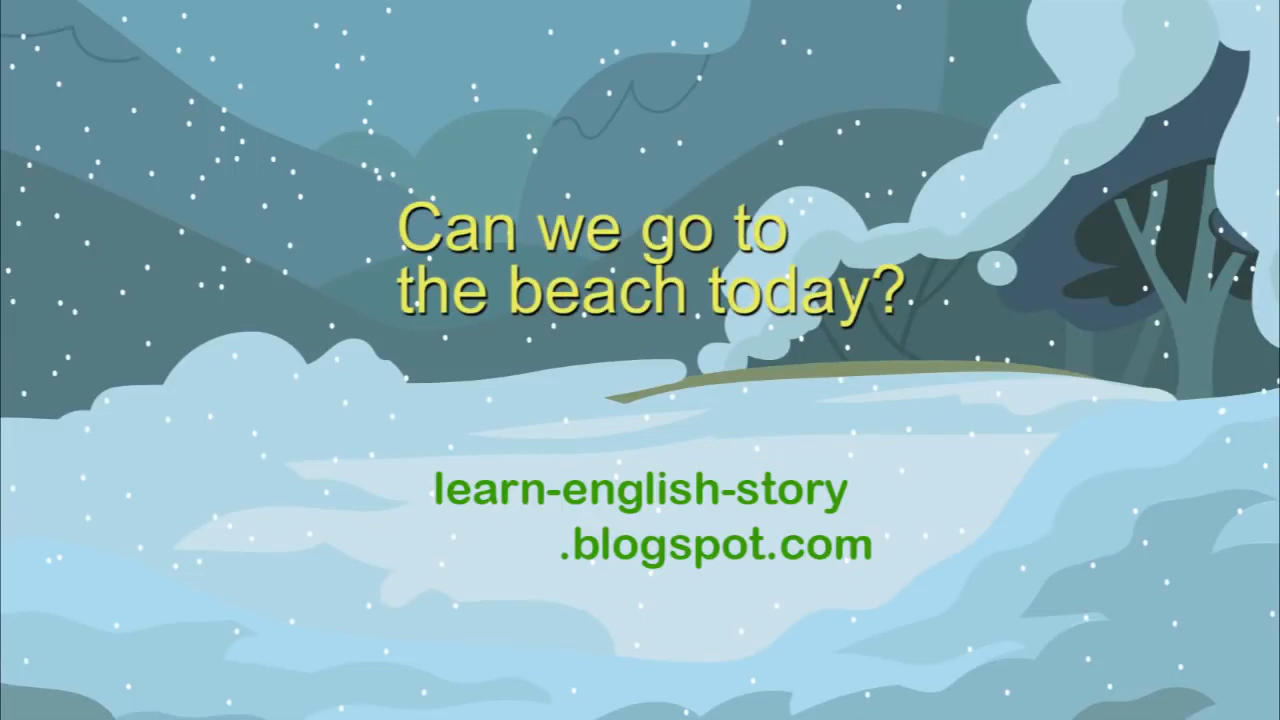 Can we go to
the beach today?
learn-english-story
.blogspot.com